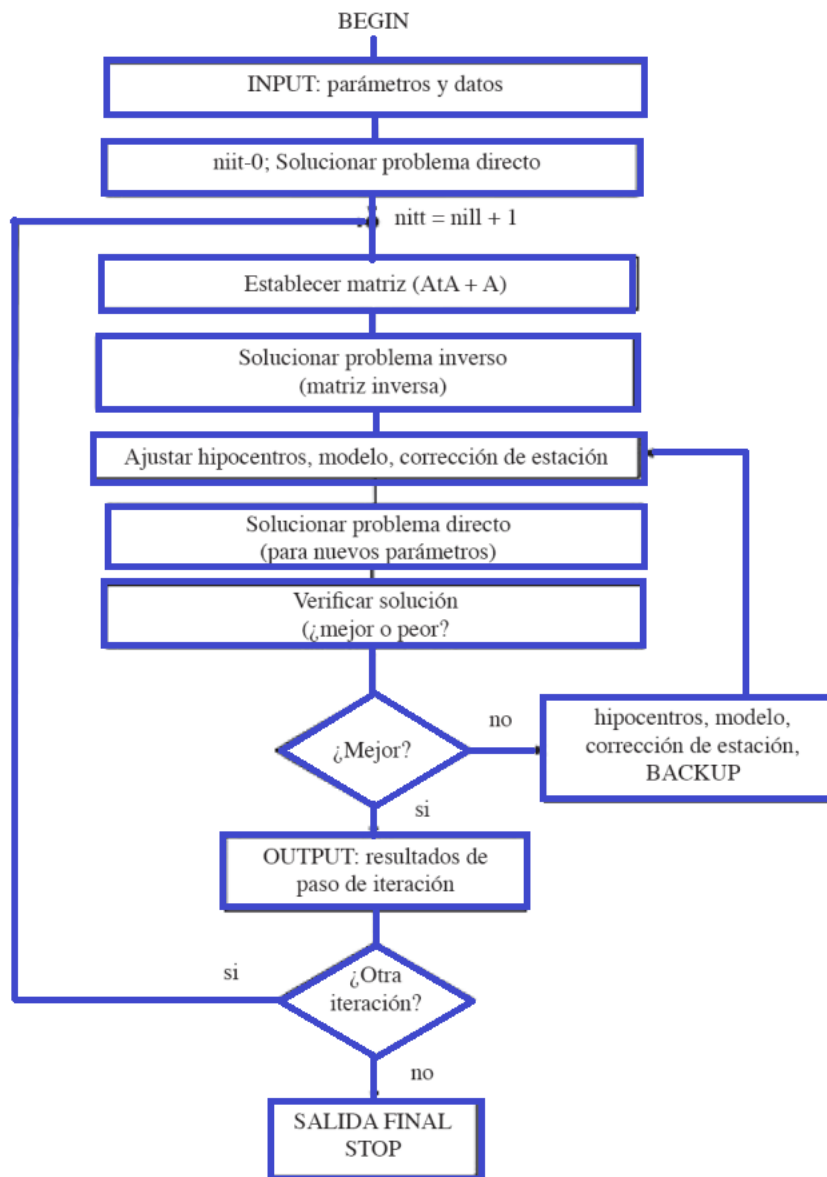 BEGIN
INPUT: parámetros y datos
niit-0; Solucionar problema directo
nitt = nill + 1
Establecer matriz (AtA + A)
Solucionar problema inverso
(matriz inversa)
Ajustar hipocentros, modelo, corrección de estación
Solucionar problema directo
(para nuevos parámetros)
Verificar solución
(¿mejor o peor?
¿Mejor?
no
hipocentros, modelo,
corrección de estación,
BACKUP
si
OUTPUT: resultados de
paso de iteración
si
¿Otra
iteración?
no
SALIDA FINAL
STOP